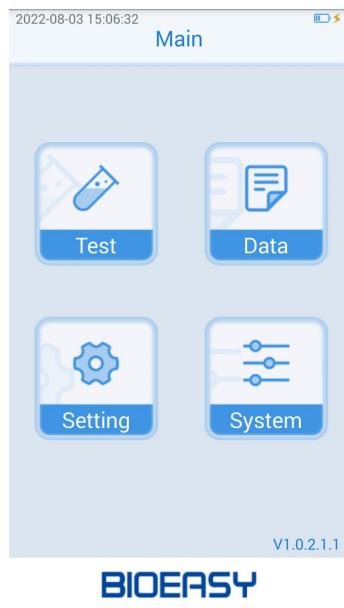 2022-08-03 15:06:32
Main
Test
Data
Setting
System
V1.0.2.1.1
BIOEASY